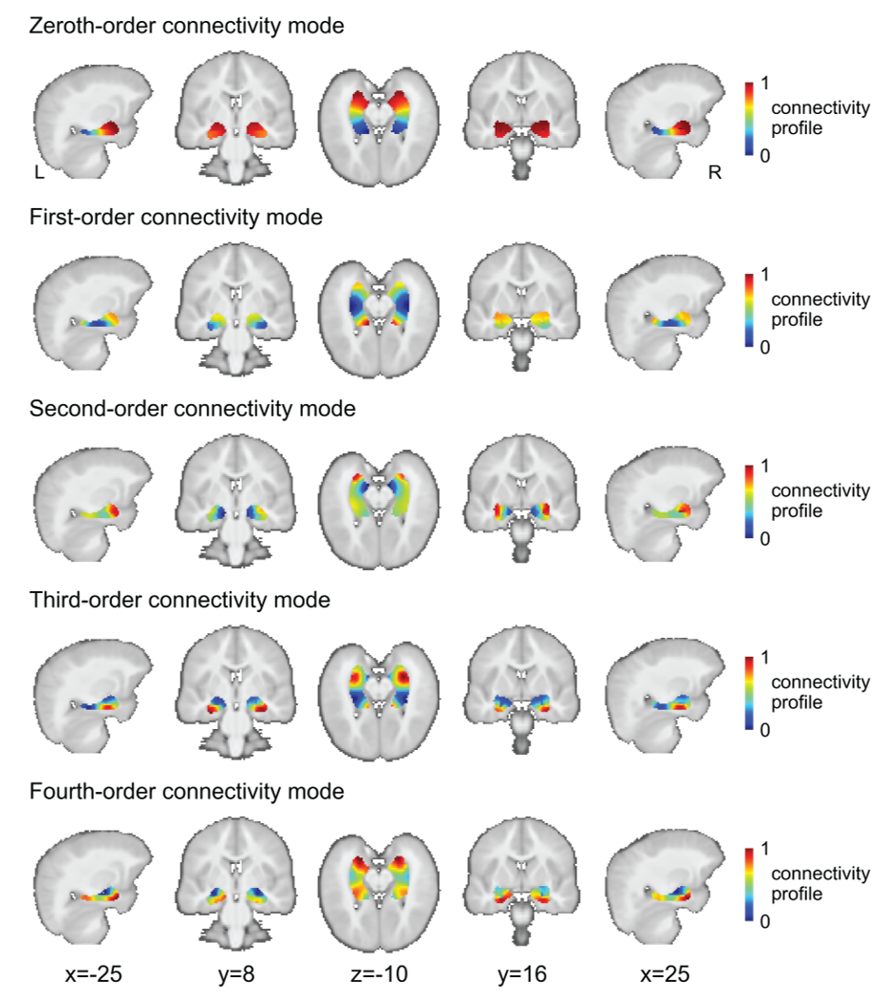 Zeroth-order connectivity mode
1
connectivity
profile
0
L
R
First-order connectivity mode
1
connectivity
profile
0
Second-order connectivity mode
1
connectivity
profile
0
Third-order connectivity mode
1
connectivity
profile
0
Fourth-order connectivity mode
1
connectivity
profile
0
x=-25 y=8 z=-10 y=16 x=25